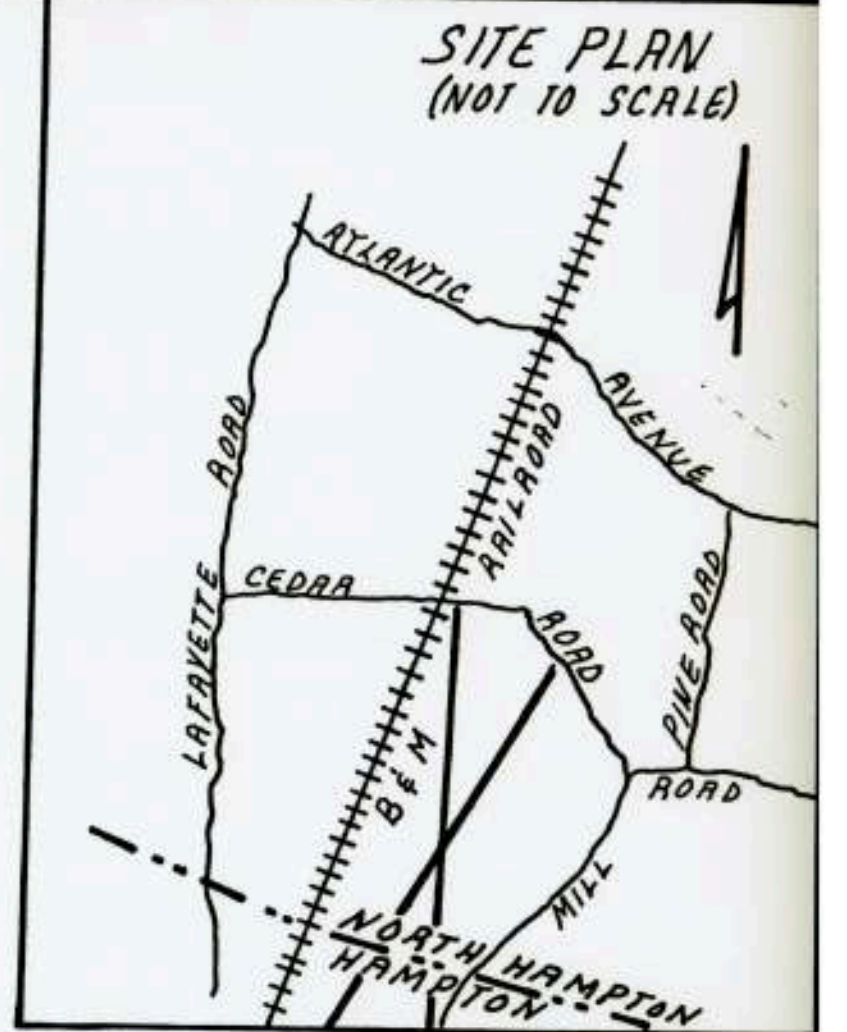 SITE PLAN
(NOT TO SCALE)
ATLANTIC
AVENUE
ROAD
LAFAYETTE
RAILROAD
CEDAR
ROAD
PINE ROAD
B & M
ROAD
MILL
NORTH HAMPTON
HAMPTON